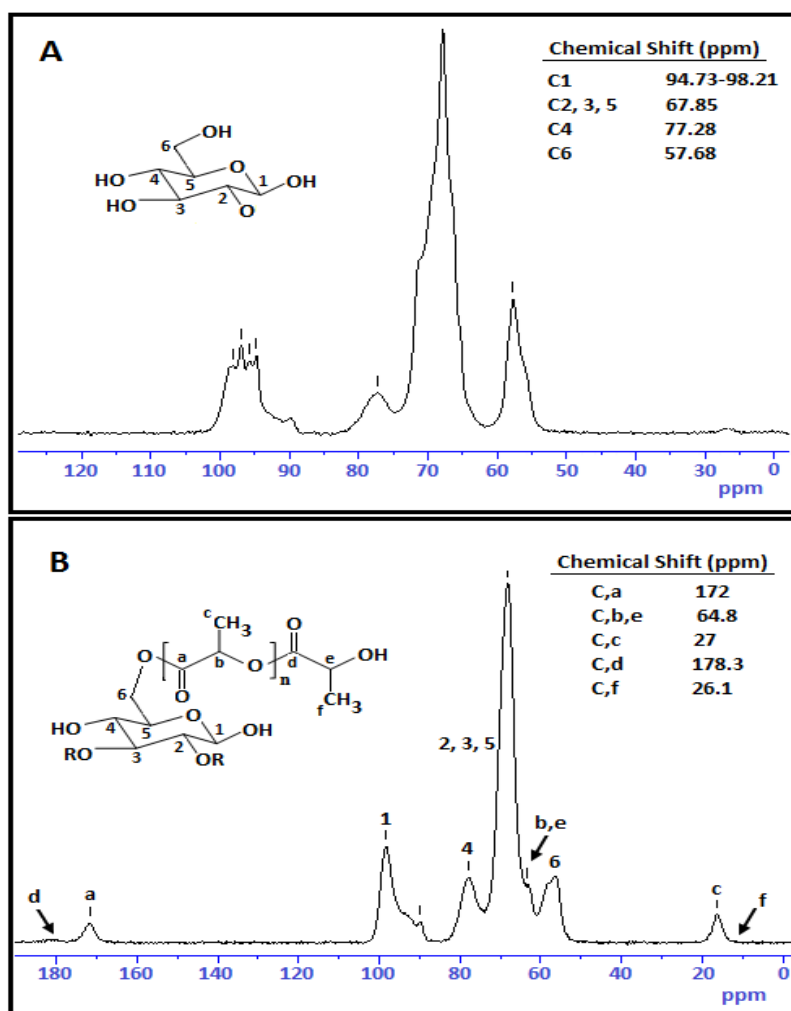 A
Chemical Shift (ppm)
C1 94.73-98.21
C2, 3, 5 67.85
C4 77.28
C6 57.68
OH
6
HO 4 5 O 1 OH
HO 3 2 O
120 110 100 90 80 70 60 50 40 30 20 10 0
ppm
B
Chemical Shift (ppm)
C,a 172
C,b,e 64.8
C,c 27
C,d 178.3
C,f 26.1
c CH3 O
O a b O d e OH
O n
6 f CH3
HO 4 5 O 1 OH
RO 3 2 OR
2, 3, 5
b,e
1
4
6
d
a
c
f
180 160 140 120 100 80 60 40 20 0
ppm